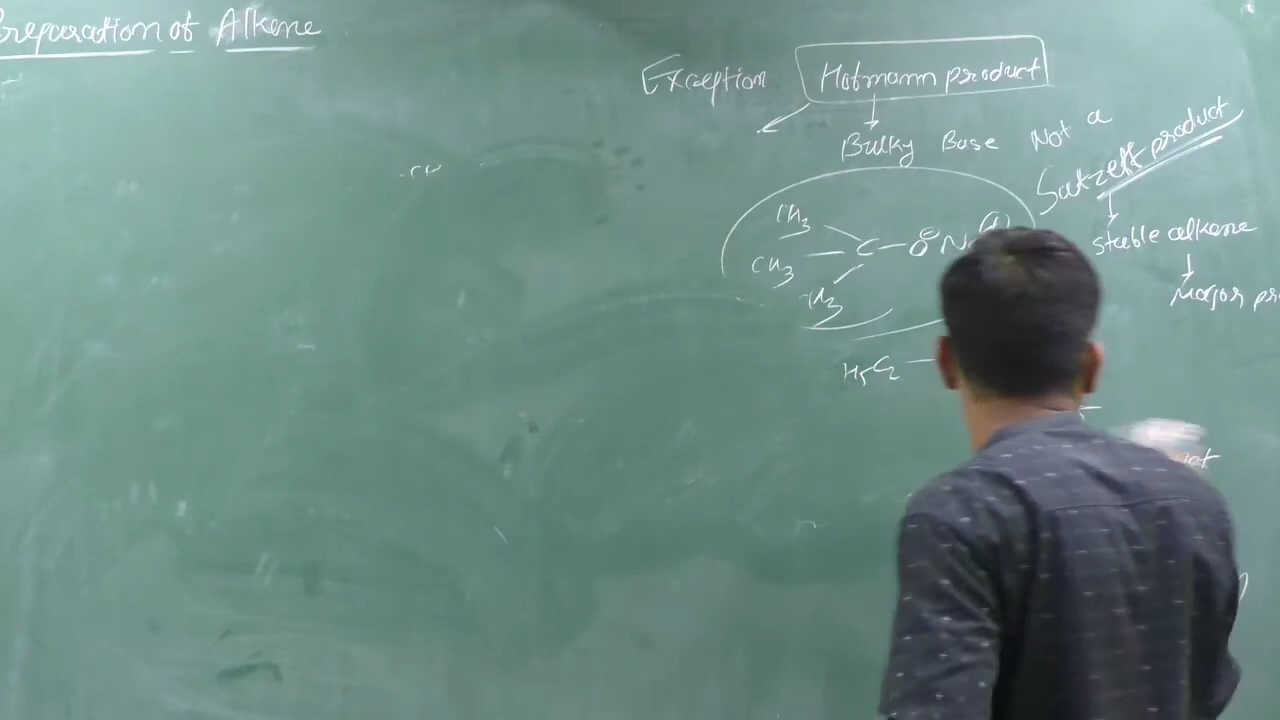 Preparation of Alkene
Exception Hofmann product
Bulky Base Not a
Satzeff product
CH3
CH3 C - O⊖ Na
CH3
stable alkene
Major pr
H5C2 -